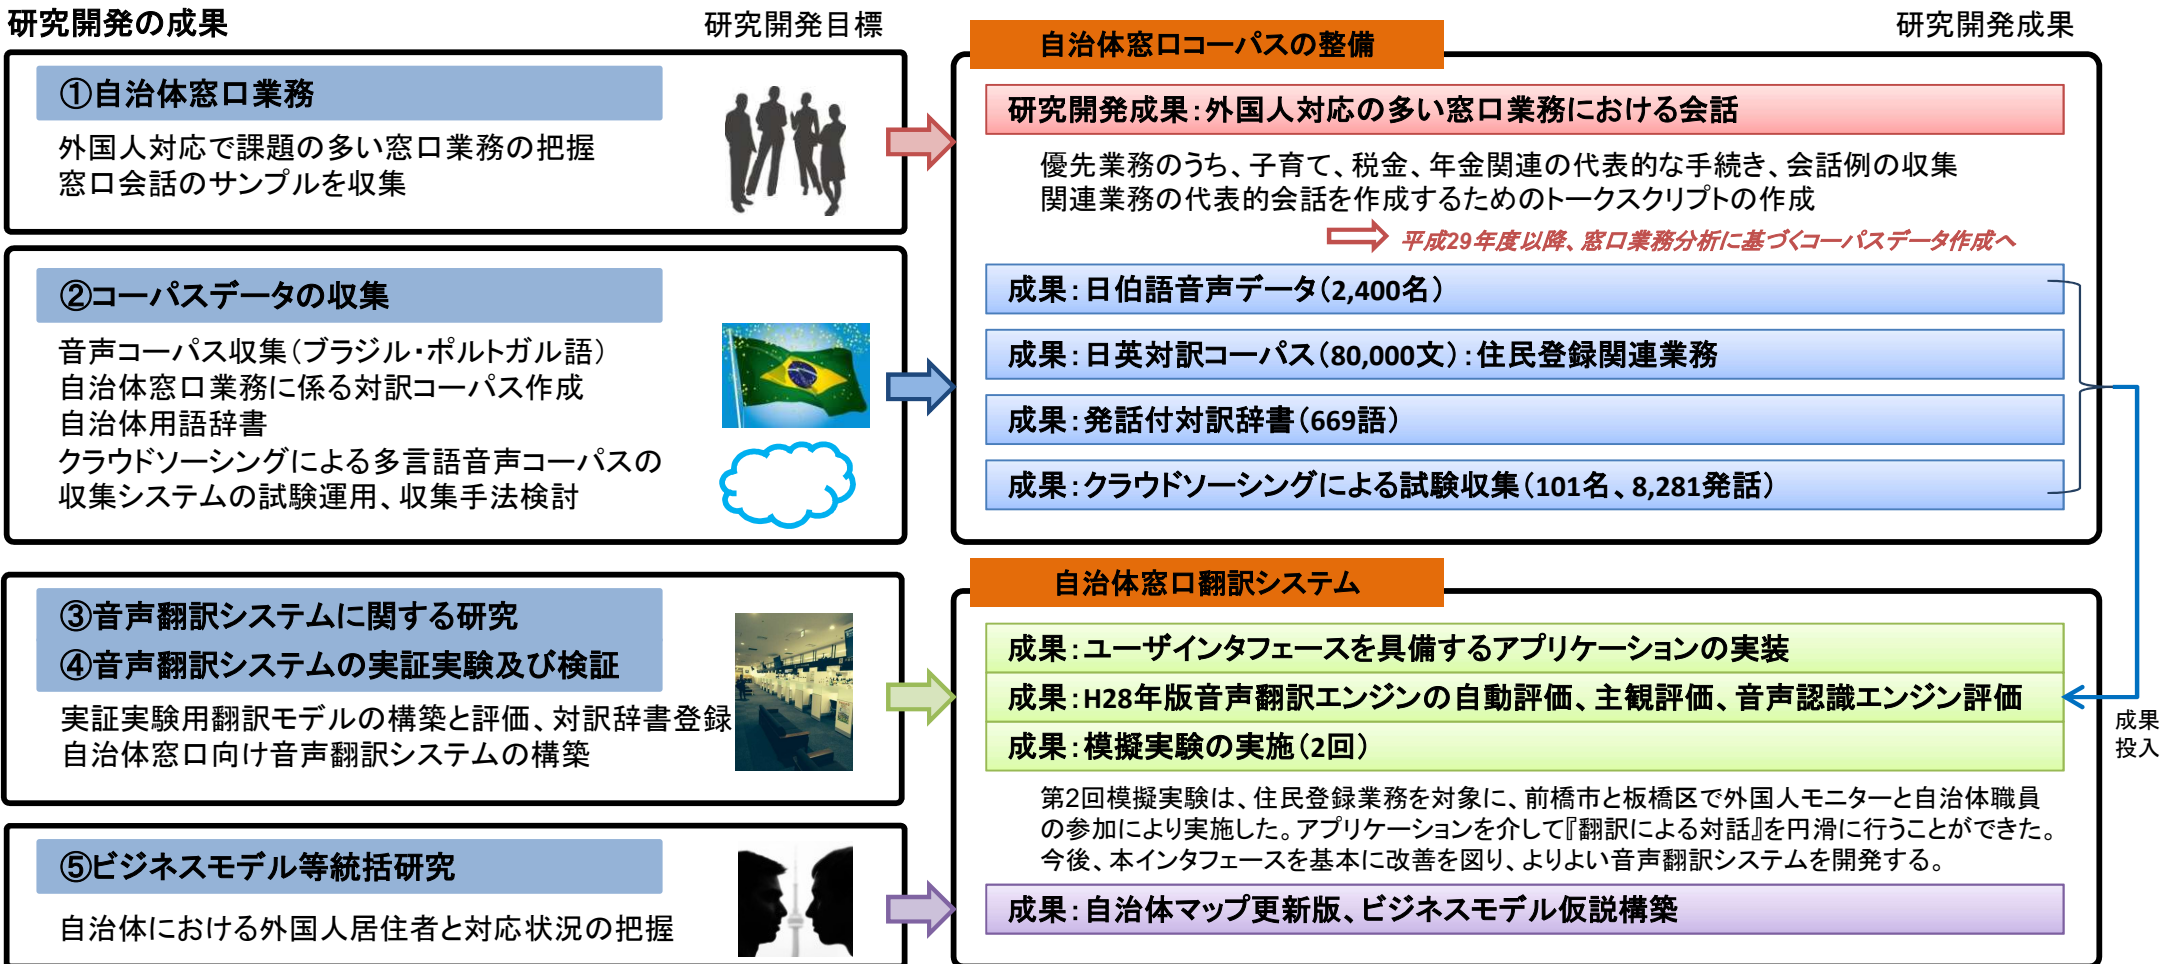 研究開発の成果
研究開発目標
①自治体窓口業務
外国人対応で課題の多い窓口業務の把握
窓口会話のサンプルを収集
②コーパスデータの収集
音声コーパス収集(ブラジル・ポルトガル語)
自治体窓口業務に係る対訳コーパス作成
自治体用語辞書
クラウドソーシングによる多言語音声コーパスの
収集システムの試験運用、収集手法検討
③音声翻訳システムに関する研究
④音声翻訳システムの実証実験及び検証
実証実験用翻訳モデルの構築と評価、対訳辞書登録
自治体窓口向け音声翻訳システムの構築
⑤ビジネスモデル等統括研究
自治体における外国人居住者と対応状況の把握
研究開発成果
自治体窓口コーパスの整備
研究開発成果:外国人対応の多い窓口業務における会話
優先業務のうち、子育て、税金、年金関連の代表的な手続き、会話例の収集
関連業務の代表的会話を作成するためのトークスクリプトの作成
平成29年度以降、窓口業務分析に基づくコーパスデータ作成へ
成果:日伯語音声データ(2,400名)
成果:日英対訳コーパス(80,000文):住民登録関連業務
成果:発話付対訳辞書(669語)
成果:クラウドソーシングによる試験収集(101名、8,281発話)
自治体窓口翻訳システム
成果:ユーザインタフェースを具備するアプリケーションの実装
成果:H28年版音声翻訳エンジンの自動評価、主観評価、音声認識エンジン評価
成果:模擬実験の実施(2回)
第2回模擬実験は、住民登録業務を対象に、前橋市と板橋区で外国人モニターと自治体職員
の参加により実施した。アプリケーションを介して『翻訳による対話』を円滑に行うことができた。
今後、本インタフェースを基本に改善を図り、よりよい音声翻訳システムを開発する。
成果:自治体マップ更新版、ビジネスモデル仮説構築
成果
投入